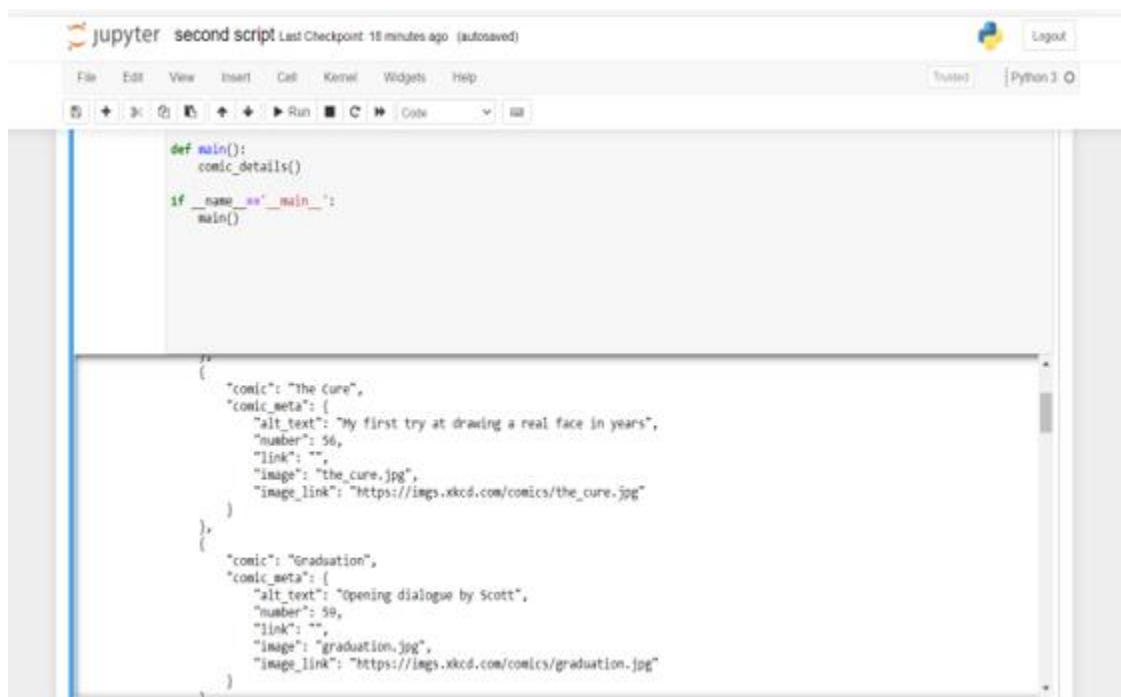 jupyter second script Last Checkpoint: 18 minutes ago (autosaved) Logout
File Edit View Insert Cell Kernel Widgets Help Trusted Python 3
Run Code
def main():
    comic_details()
if __name__=='__main__':
    main()
},
{
    "comic": "The Cure",
    "comic_meta": {
        "alt_text": "My first try at drawing a real face in years",
        "number": 56,
        "link": "",
        "image": "the_cure.jpg",
        "image_link": "https://imgs.xkcd.com/comics/the_cure.jpg"
    }
},
{
    "comic": "Graduation",
    "comic_meta": {
        "alt_text": "Opening dialogue by Scott",
        "number": 59,
        "link": "",
        "image": "graduation.jpg",
        "image_link": "https://imgs.xkcd.com/comics/graduation.jpg"
    }